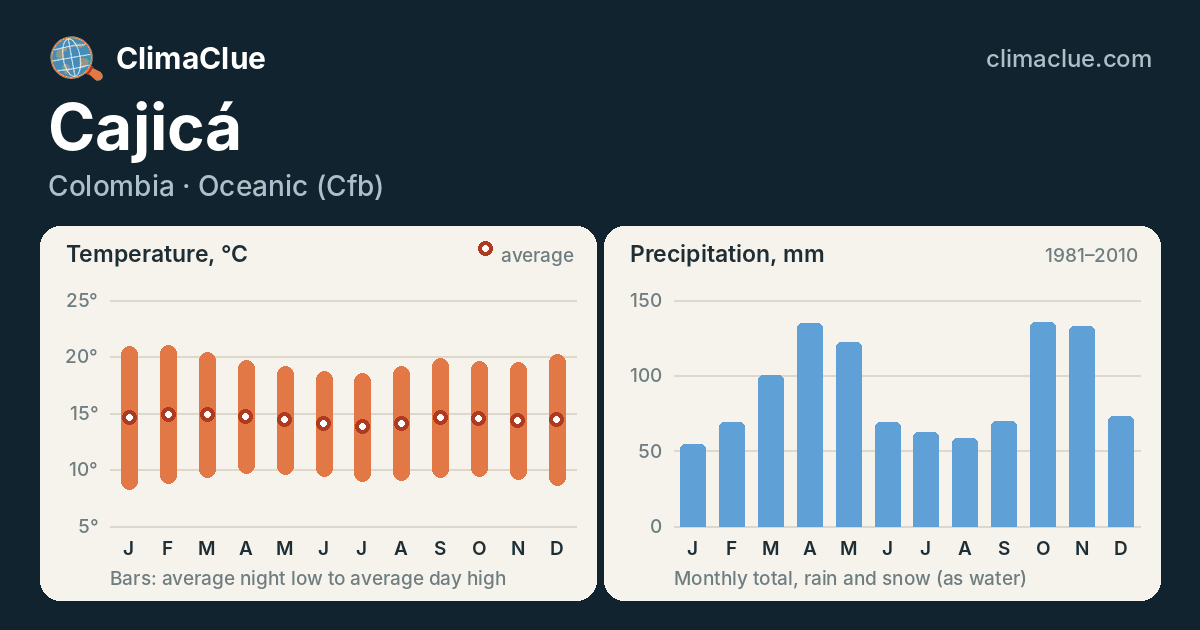 ClimaClue
climaclue.com
Cajicá
Colombia · Oceanic (Cfb)
Temperature, °C
average
25°
20°
15°
10°
5°
J F M A M J J A S O N D
Bars: average night low to average day high
Precipitation, mm
1981–2010
150
100
50
0
J F M A M J J A S O N D
Monthly total, rain and snow (as water)